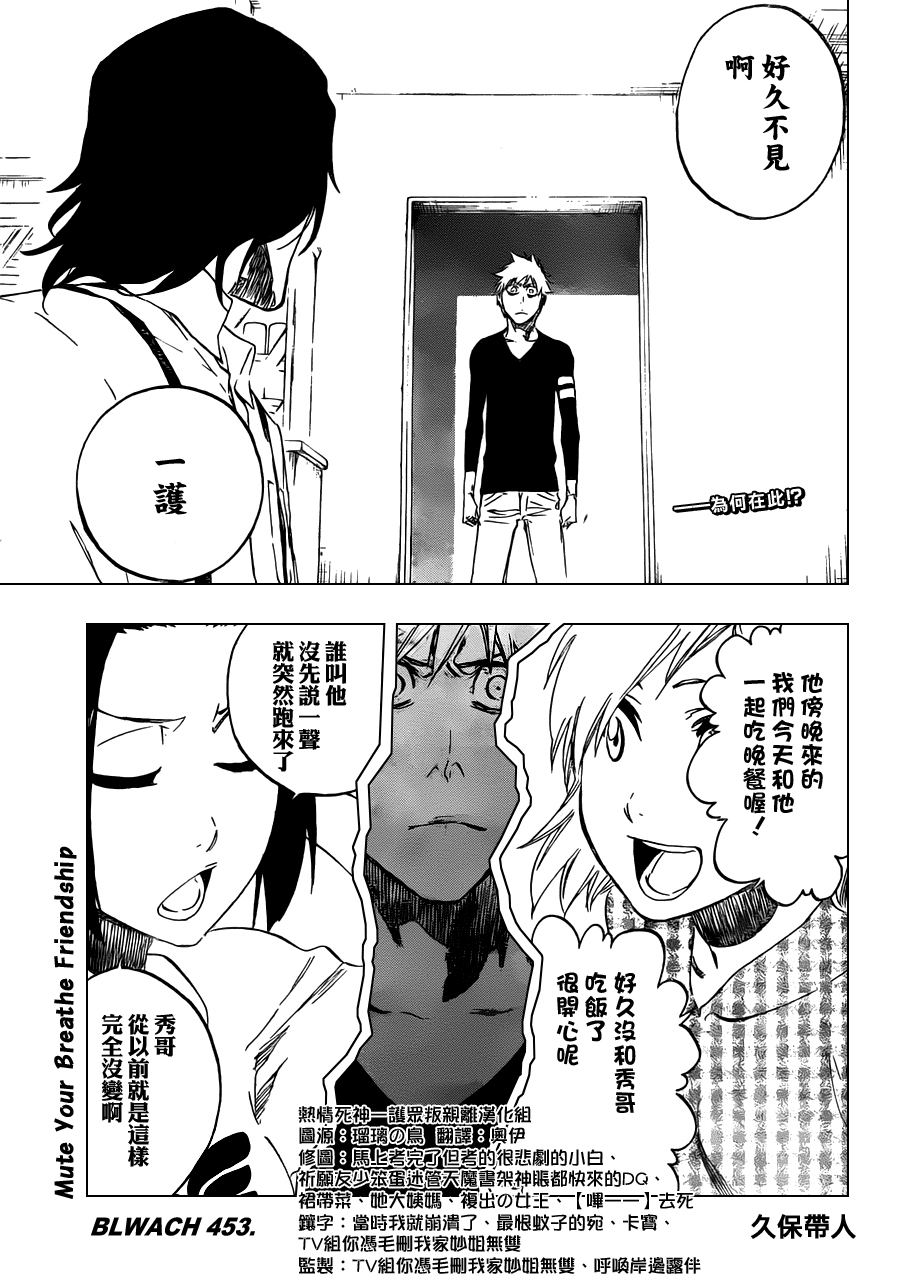 好久不見
啊
一護
──為何在此!?
他傍晚來的
我們今天和他
一起吃晚餐喔!
好久沒和秀哥
吃飯了
很開心呢
誰叫他
沒先說一聲
就突然跑來了
秀哥
從以前就是這樣
完全沒變啊
Mute Your Breathe Friendship
BLWACH 453.
久保帶人
熱情死神一護眾叛親離漢化組
圖源：瑠璃の鳥 翻譯：奧伊
修圖：馬上考完了但考的很悲劇的小白、
祈願友少笨蛋迷管天魔書架神賬都快來的DQ、
裙帶菜、她大姨媽、複出の女王、【嗶——】去死
鑲字：當時我就崩潰了、最恨蚊子的宛、卡寶、
TV組你憑毛刪我家妙姐無雙
監製：TV組你憑毛刪我家妙姐無雙、呼喚岸邊露伴